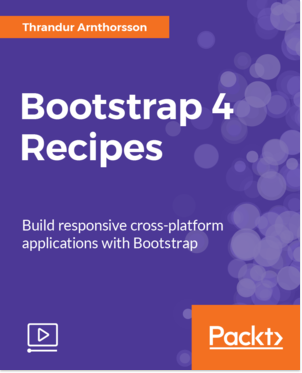 Thrandur Arnthorsson
Bootstrap 4
Recipes
Build responsive cross-platform
applications with Bootstrap
Packt>